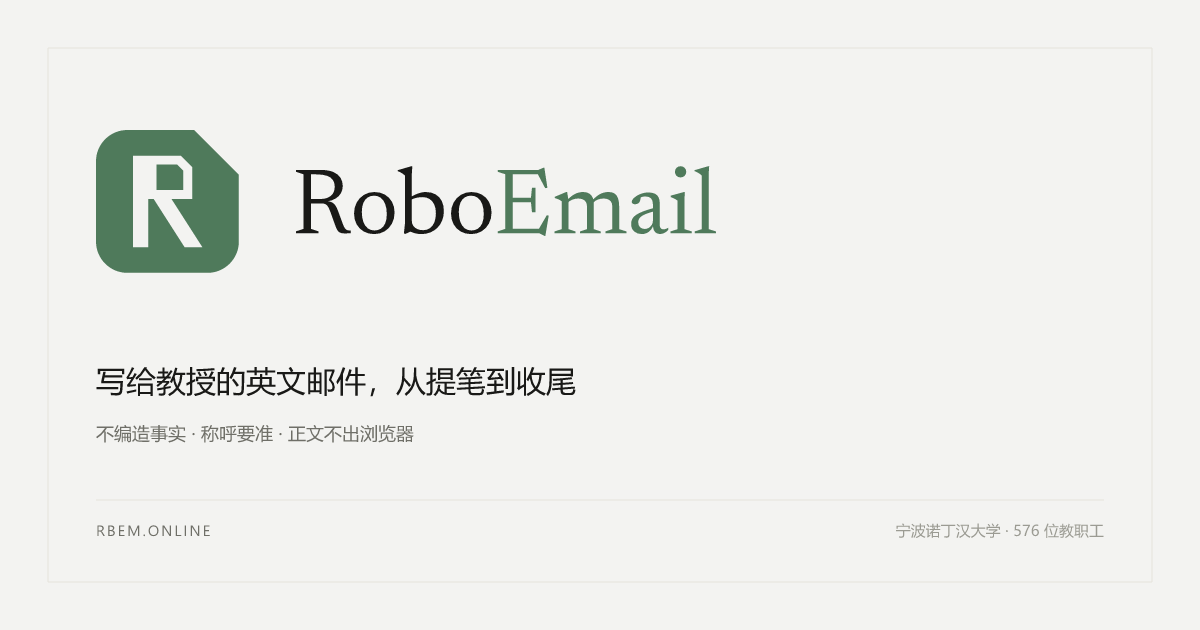 R
RoboEmail
写给教授的英文邮件，从提笔到收尾
不编造事实 · 称呼要准 · 正文不出浏览器
RBEM.ONLINE
宁波诺丁汉大学 · 576 位教职工